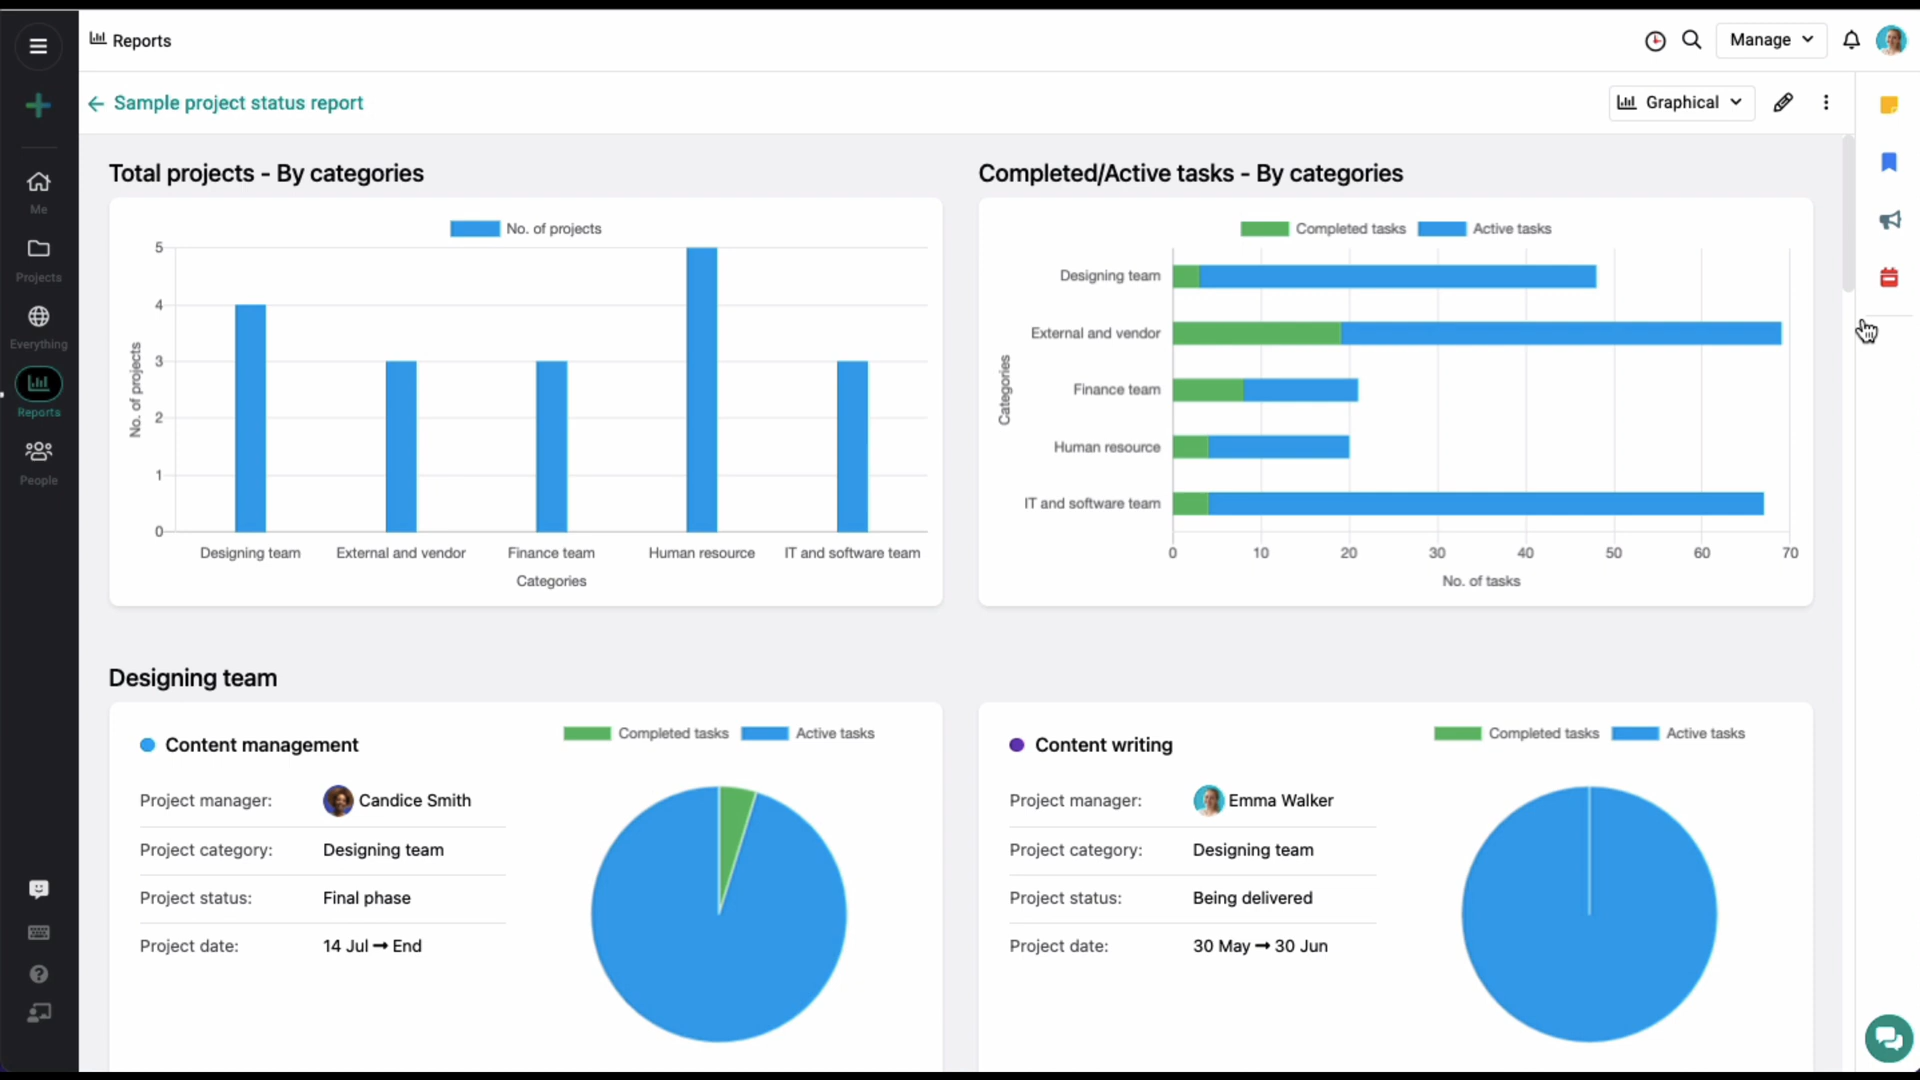 Reports
Manage
Sample project status report
Graphical
Me
Projects
Everything
Reports
People
Total projects - By categories
No. of projects
5
4
3
2
1
0
No. of projects
Designing team
External and vendor
Finance team
Human resource
IT and software team
Categories
Completed/Active tasks - By categories
Completed tasks
Active tasks
Categories
Designing team
External and vendor
Finance team
Human resource
IT and software team
0
10
20
30
40
50
60
70
No. of tasks
Designing team
Content management
Completed tasks
Active tasks
Project manager:
Candice Smith
Project category:
Designing team
Project status:
Final phase
Project date:
14 Jul → End
Content writing
Completed tasks
Active tasks
Project manager:
Emma Walker
Project category:
Designing team
Project status:
Being delivered
Project date:
30 May → 30 Jun